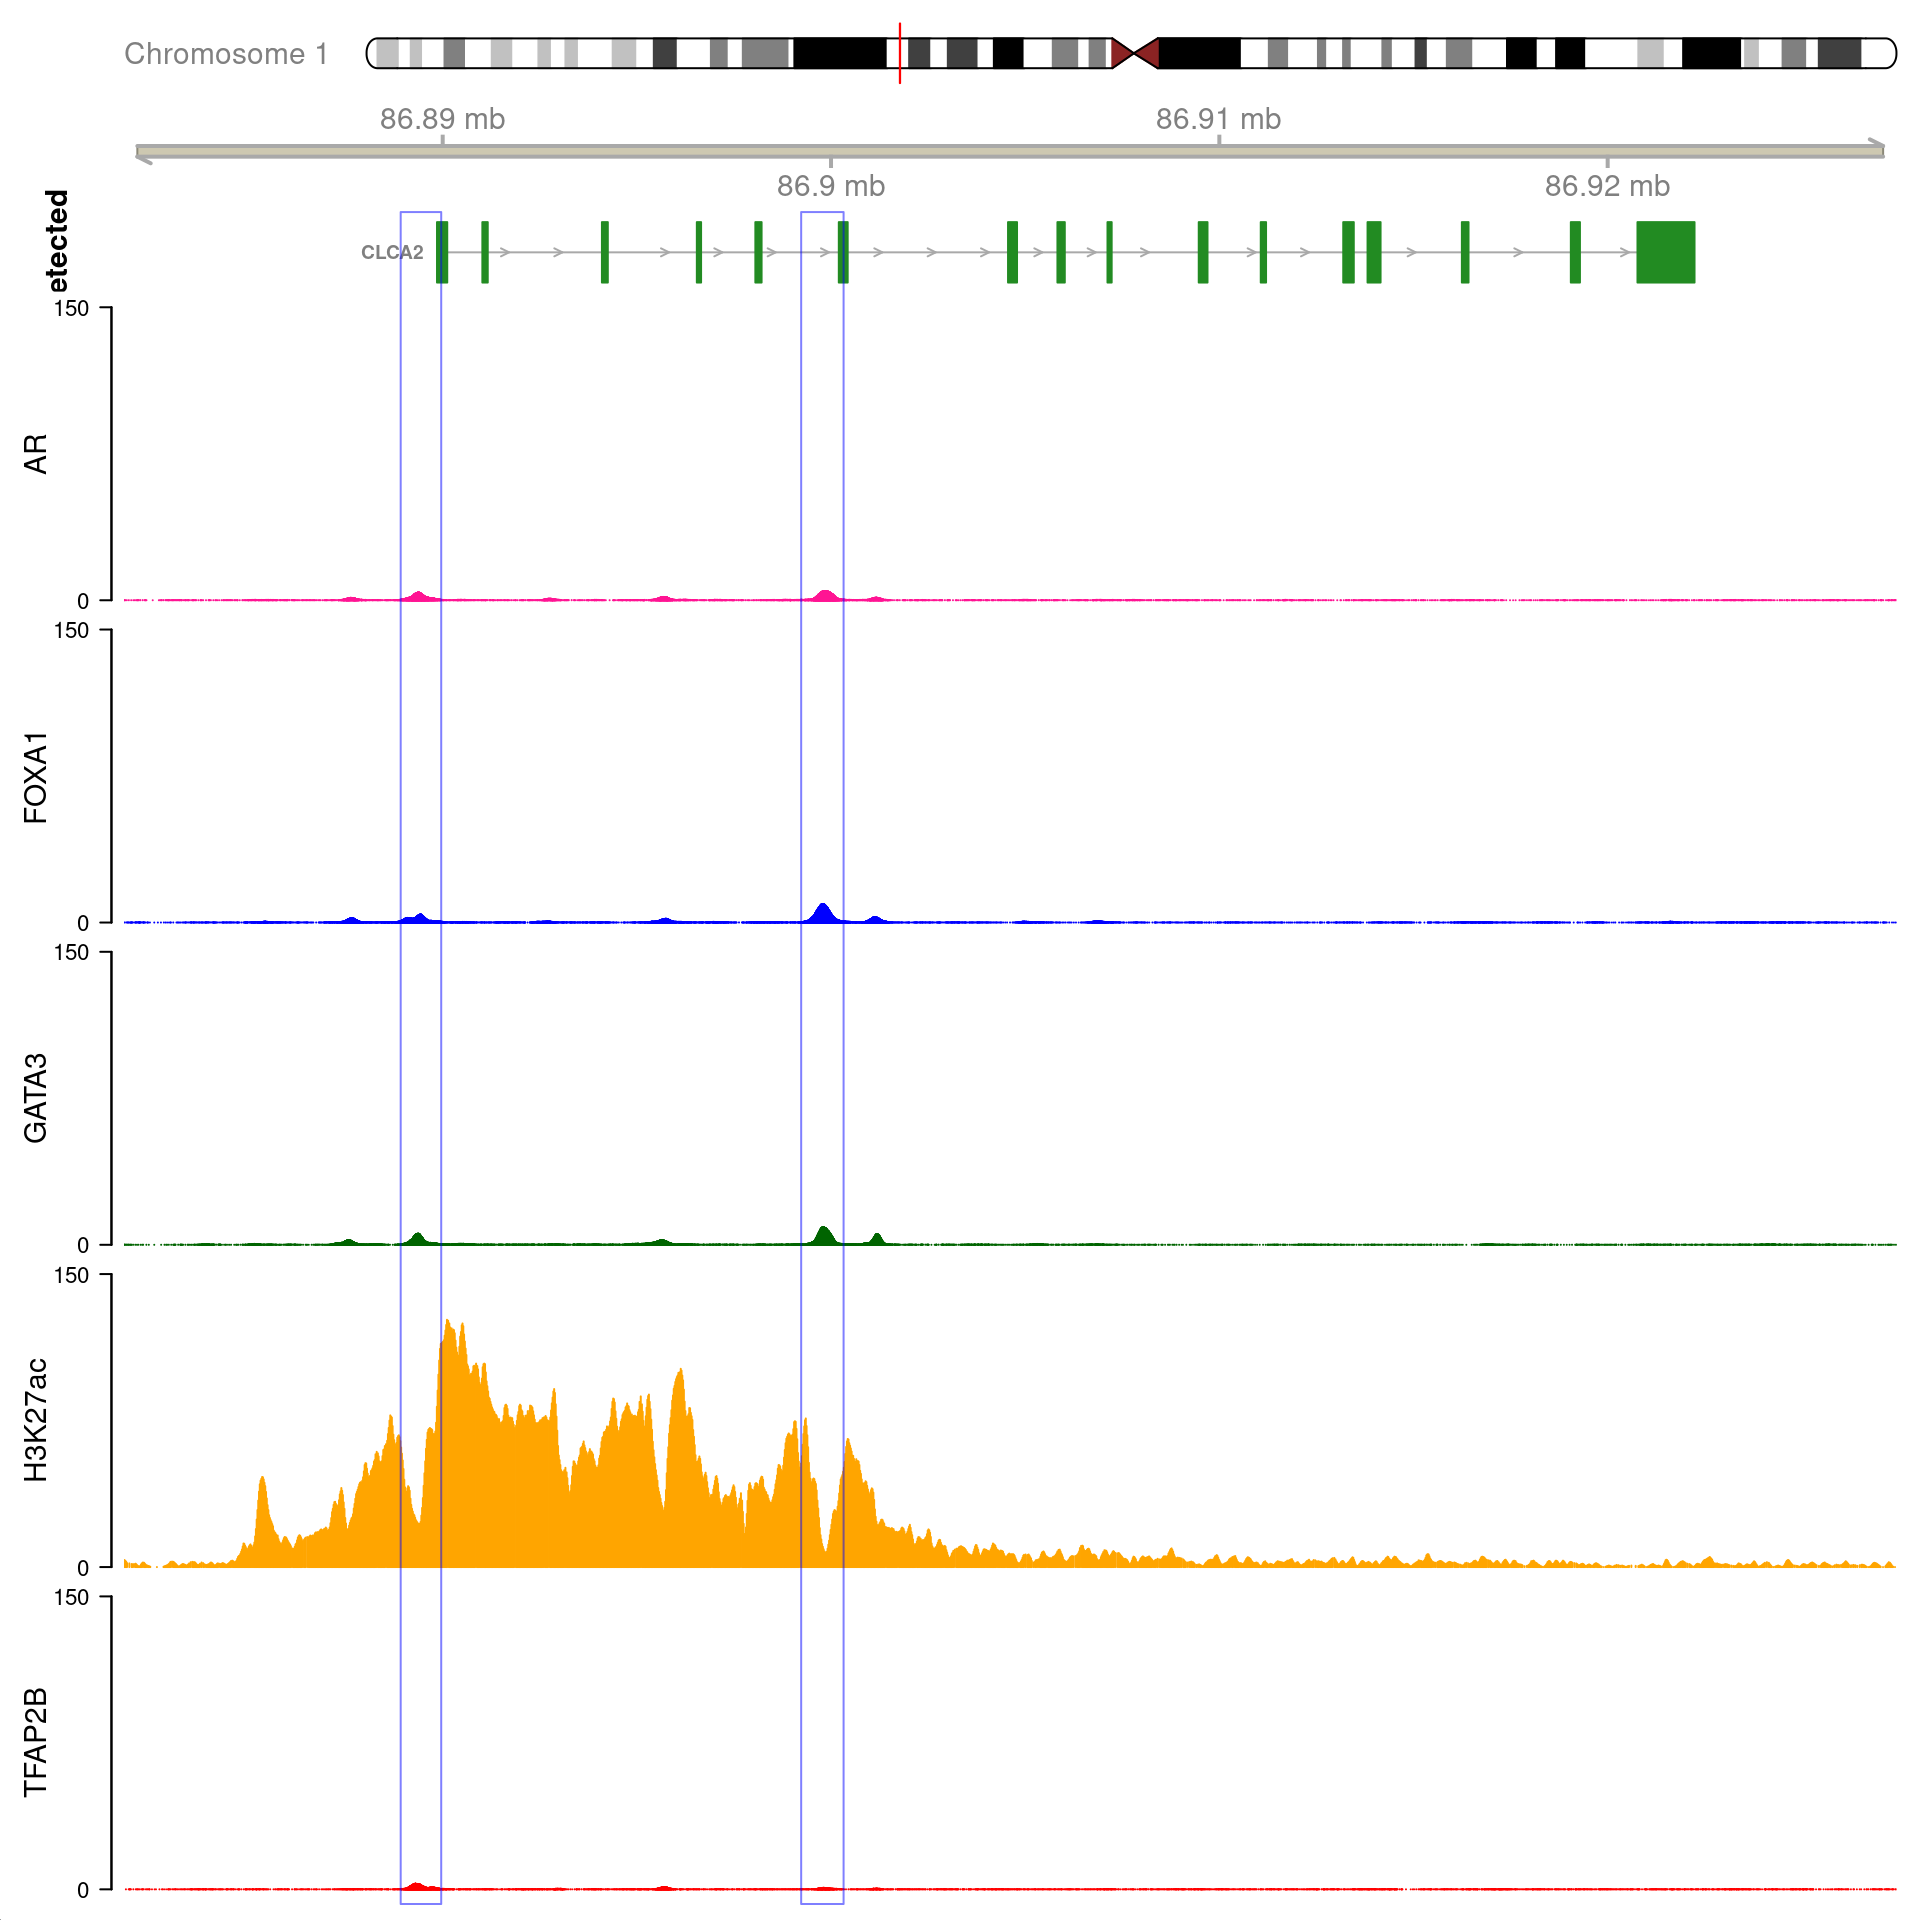 Chromosome 1
86.89 mb
86.91 mb
86.9 mb
86.92 mb
etected
CLCA2
150
AR
0
150
FOXA1
0
150
GATA3
0
150
H3K27ac
0
150
TFAP2B
0